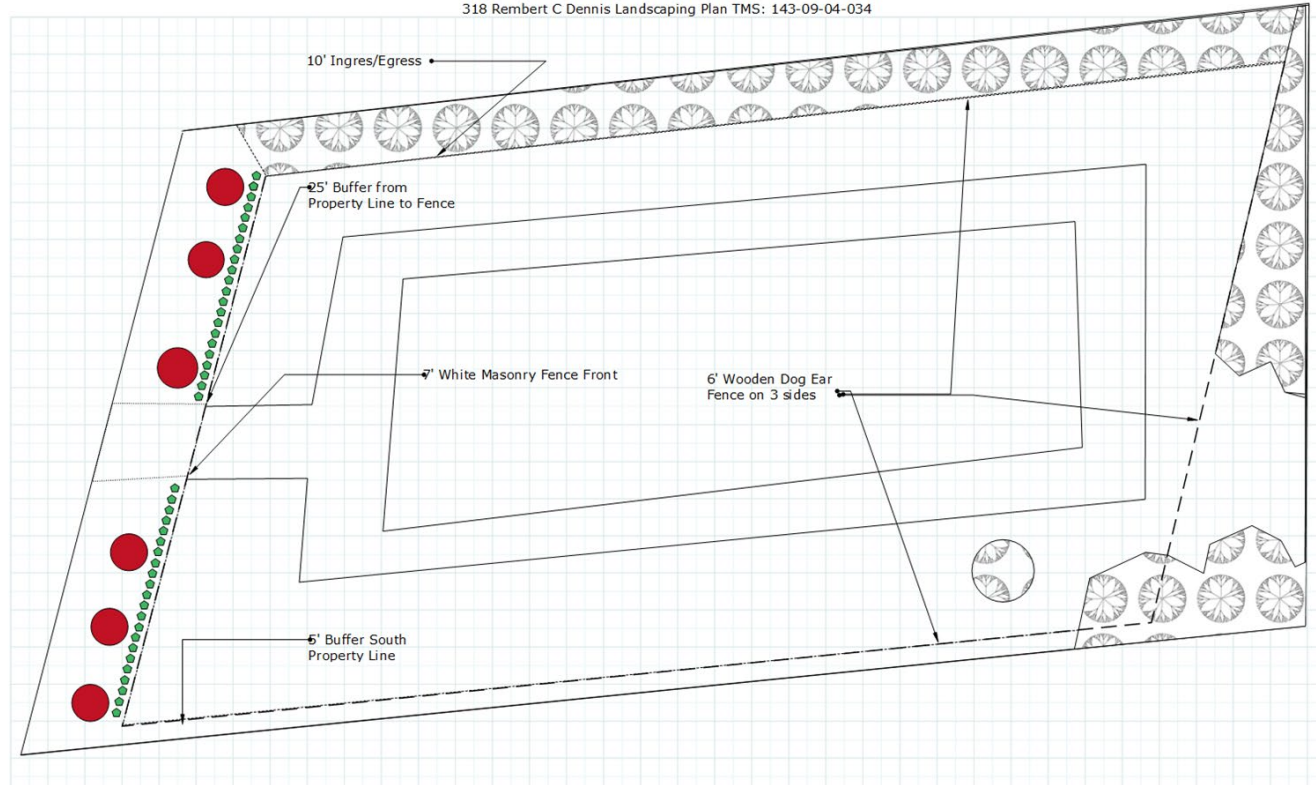 318 Rembert C Dennis Landscaping Plan TMS: 143-09-04-034
10' Ingres/Egress
25' Buffer from
Property Line to Fence
7' White Masonry Fence Front
6' Wooden Dog Ear
Fence on 3 sides
5' Buffer South
Property Line